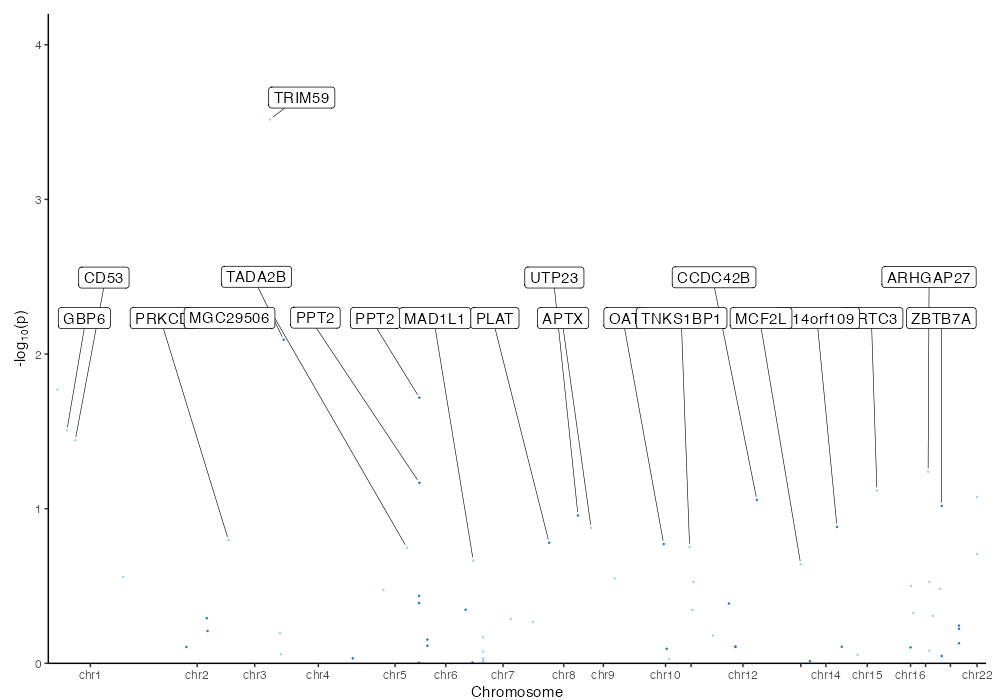 4
TRIM59
3
CD53
TADA2B
UTP23
CCDC42B
ARHGAP27
GBP6
MGC29506
PPT2
PPT2
MAD1L1
PLAT
APTX
TNKS1BP1
MCF2L
14orf109
RTC3
ZBTB7A
-log10(p)
2
1
0
chr1 chr2 chr3 chr4 chr5 chr6 chr7 chr8 chr9 chr10 chr12 chr14 chr15 chr16 chr22
Chromosome